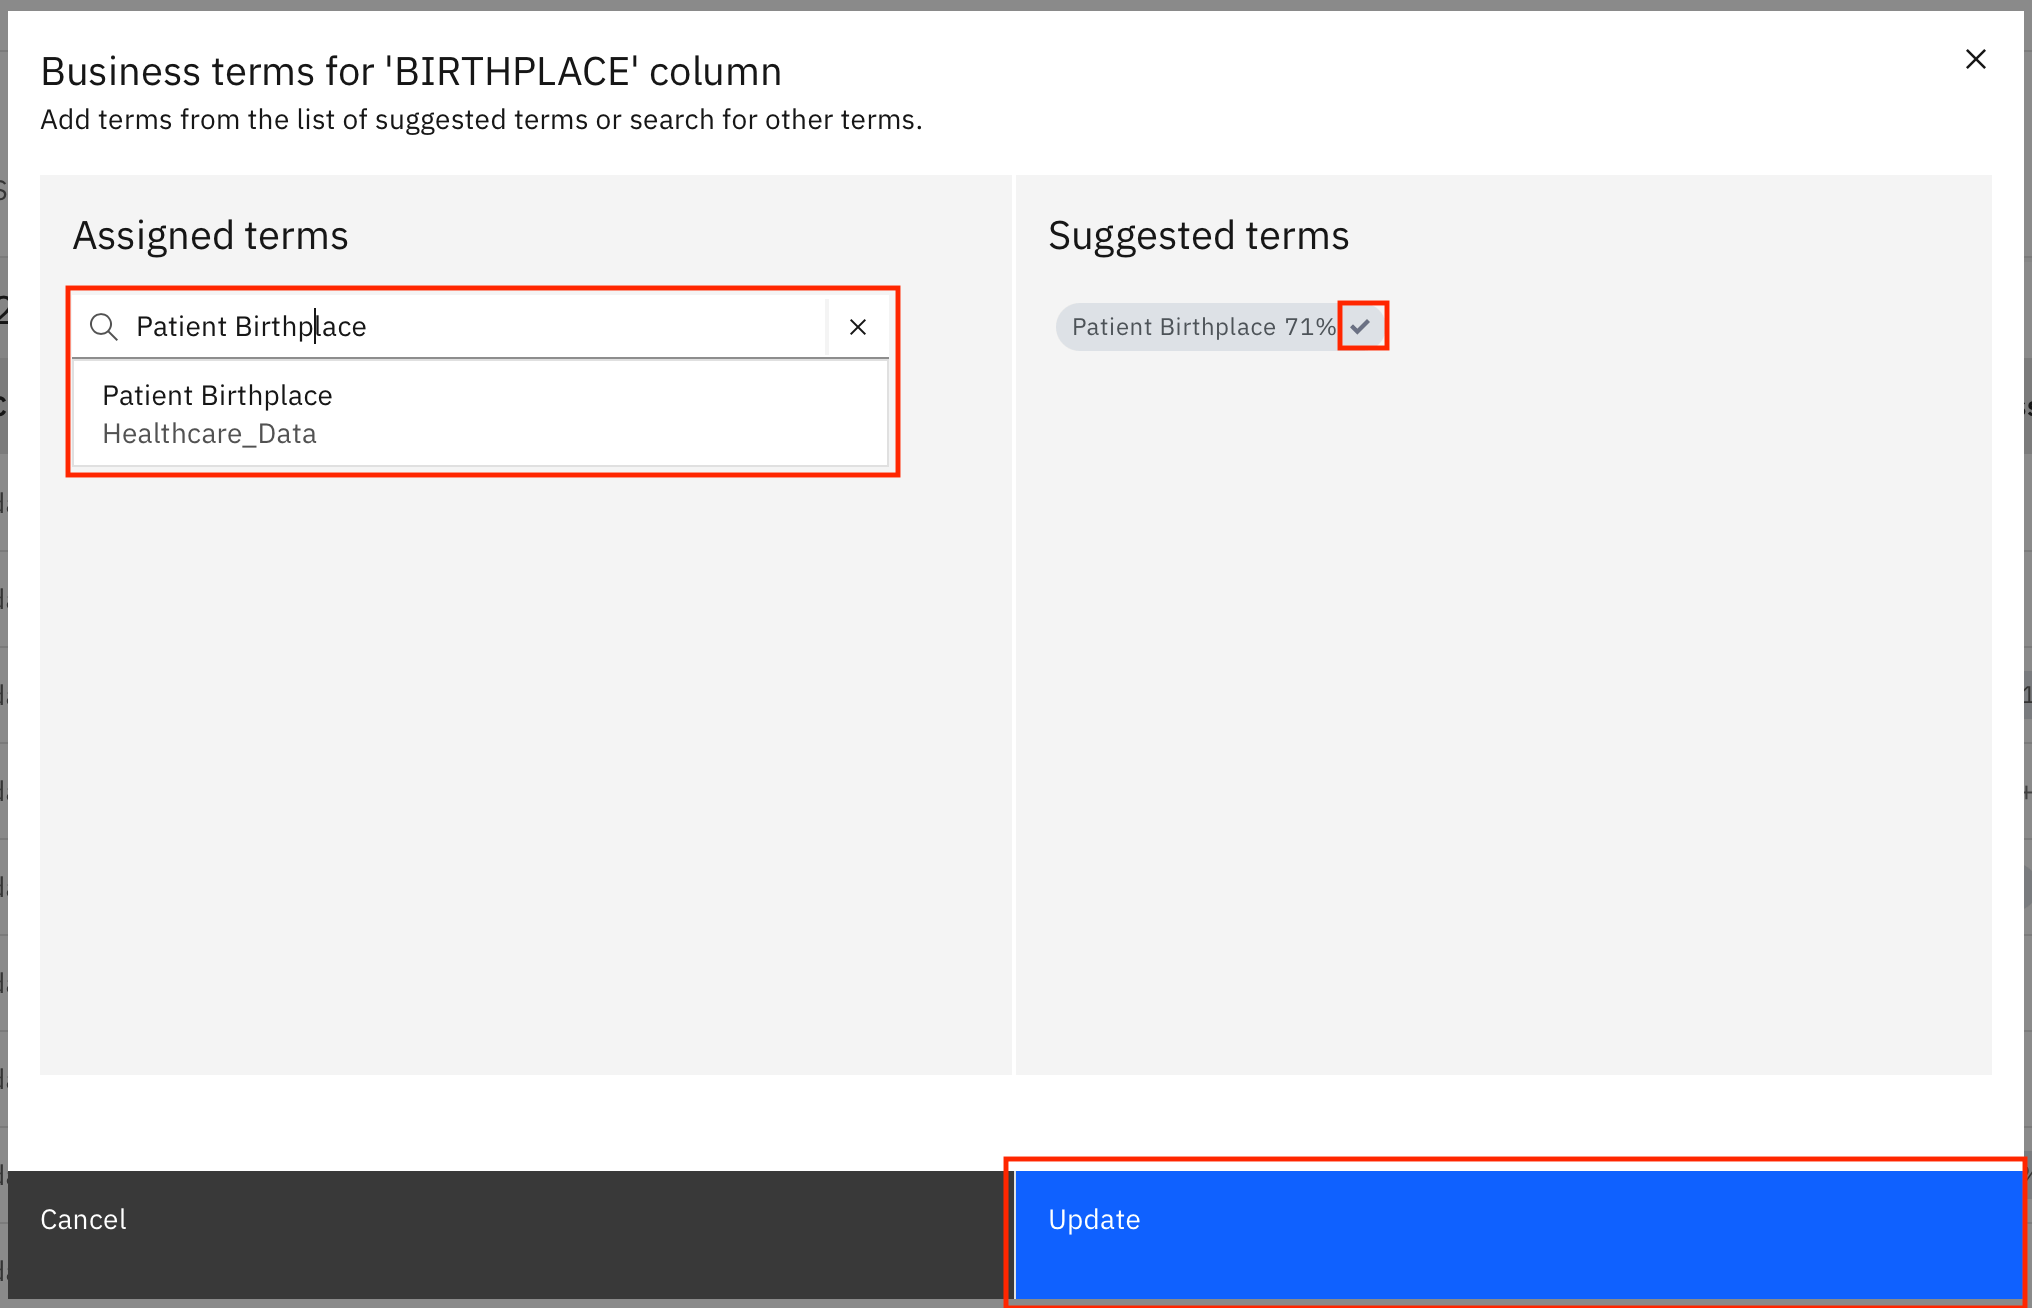 Business terms for 'BIRTHPLACE' column
Add terms from the list of suggested terms or search for other terms.
Assigned terms
Patient Birthplace
Patient Birthplace
Healthcare_Data
Suggested terms
Patient Birthplace 71%
Cancel
Update